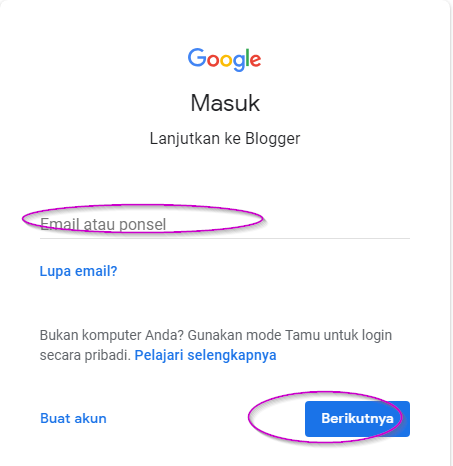 Google
Masuk
Lanjutkan ke Blogger
Email atau ponsel
Lupa email?
Bukan komputer Anda? Gunakan mode Tamu untuk login
secara pribadi. Pelajari selengkapnya
Buat akun
Berikutnya